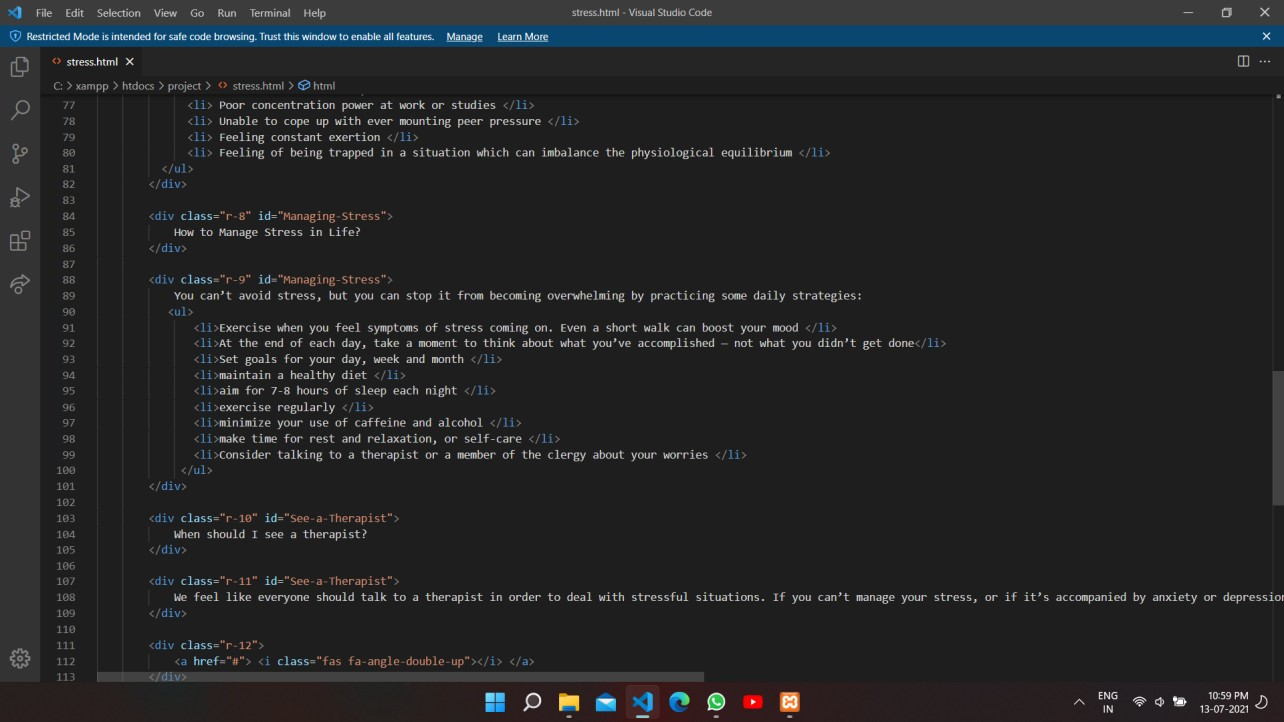 File Edit Selection View Go Run Terminal Help stress.html - Visual Studio Code
Restricted Mode is intended for safe code browsing. Trust this window to enable all features. Manage Learn More
stress.html
C: > xampp > htdocs > project > stress.html > html
77 <li> Poor concentration power at work or studies </li>
78 <li> Unable to cope up with ever mounting peer pressure </li>
79 <li> Feeling constant exertion </li>
80 <li> Feeling of being trapped in a situation which can imbalance the physiological equilibrium </li>
81 </ul>
82 </div>
83
84 <div class="r-8" id="Managing-Stress">
85 How to Manage Stress in Life?
86 </div>
87
88 <div class="r-9" id="Managing-Stress">
89 You can’t avoid stress, but you can stop it from becoming overwhelming by practicing some daily strategies:
90 <ul>
91 <li>Exercise when you feel symptoms of stress coming on. Even a short walk can boost your mood </li>
92 <li>At the end of each day, take a moment to think about what you’ve accomplished — not what you didn’t get done</li>
93 <li>Set goals for your day, week and month </li>
94 <li>maintain a healthy diet </li>
95 <li>aim for 7-8 hours of sleep each night </li>
96 <li>exercise regularly </li>
97 <li>minimize your use of caffeine and alcohol </li>
98 <li>make time for rest and relaxation, or self-care </li>
99 <li>Consider talking to a therapist or a member of the clergy about your worries </li>
100 </ul>
101 </div>
102
103 <div class="r-10" id="See-a-Therapist">
104 When should I see a therapist?
105 </div>
106
107 <div class="r-11" id="See-a-Therapist">
108 We feel like everyone should talk to a therapist in order to deal with stressful situations. If you can’t manage your stress, or if it’s accompanied by anxiety or depression
109 </div>
110
111 <div class="r-12">
112 <a href="#"> <i class="fas fa-angle-double-up"></i> </a>
113 </div>
ENG
IN
10:59 PM
13-07-2021